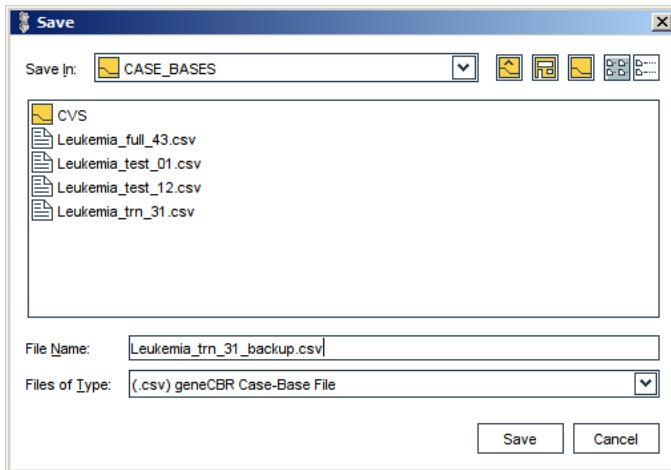 Save
Save In: CASE_BASES
CVS
Leukemia_full_43.csv
Leukemia_test_01.csv
Leukemia_test_12.csv
Leukemia_trn_31.csv
File Name: Leukemia_trn_31_backup.csv
Files of Type: (.csv) geneCBR Case-Base File
Save Cancel